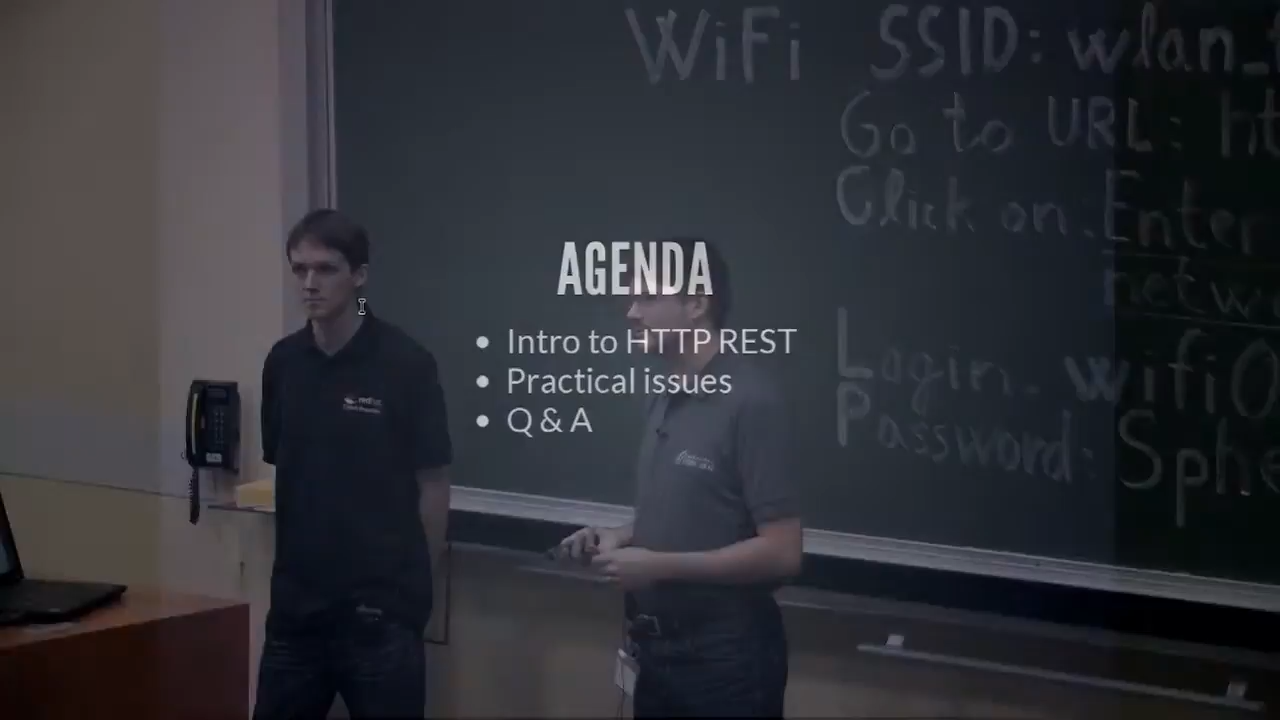 WiFi SSID: wlan_
Go to URL: ht
Click on: Enter
netw
AGENDA
• Intro to HTTP REST
• Practical issues
• Q & A
Login. wifi
Password: Sphe
redhat